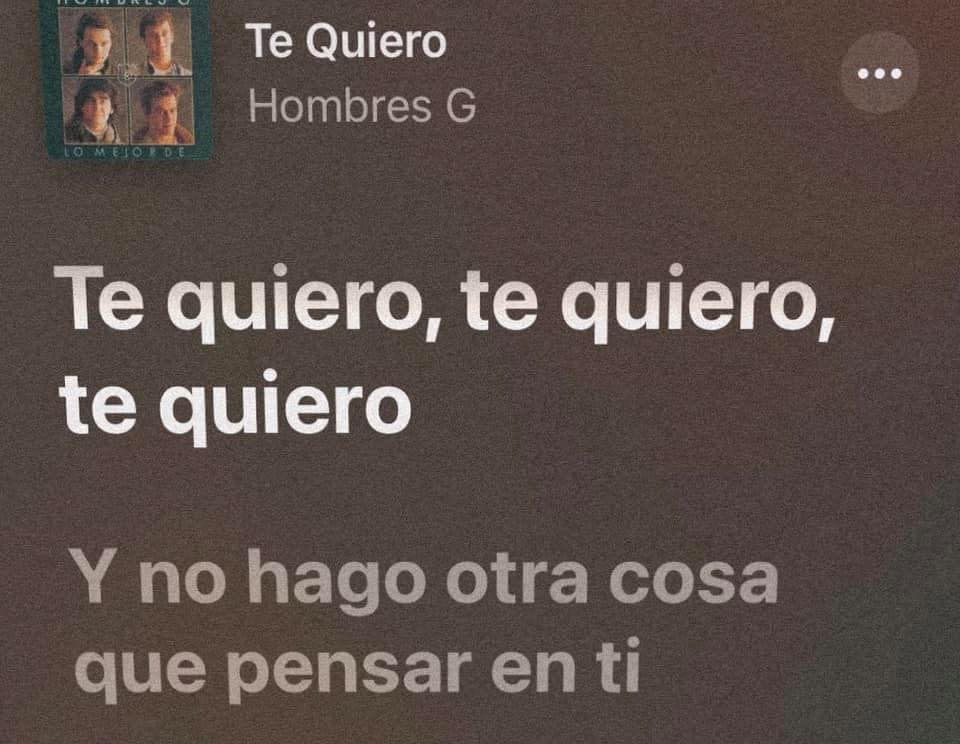 HOMBRES G
LO MEJOR DE
Te Quiero
Hombres G
Te quiero, te quiero,
te quiero
Y no hago otra cosa
que pensar en ti